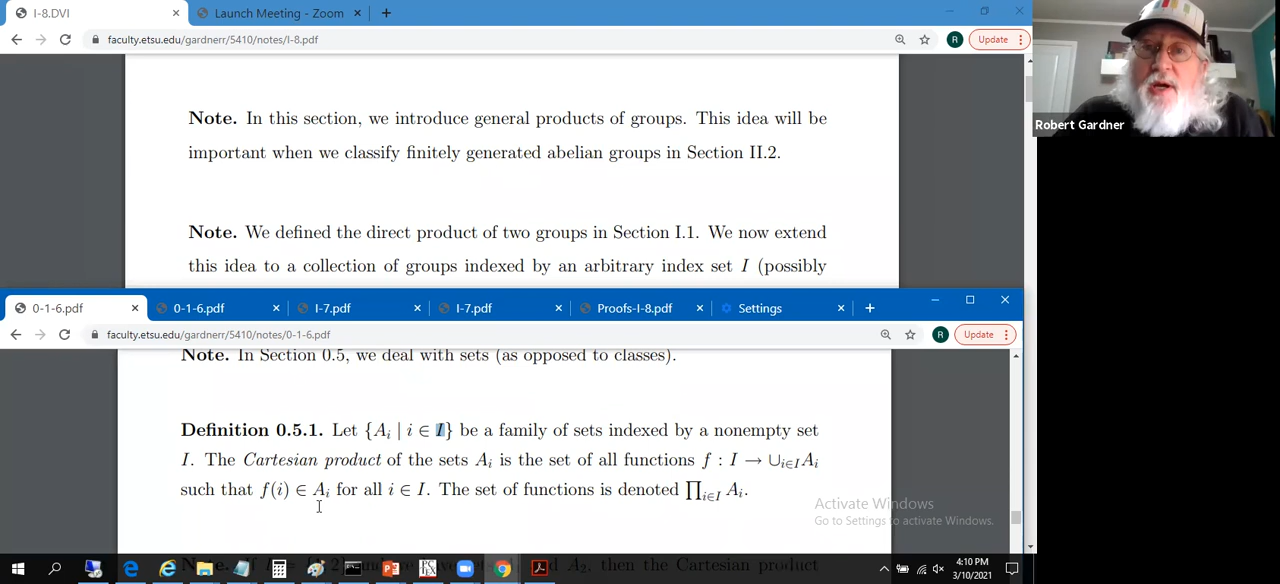 I-8.DVI
Launch Meeting - Zoom
faculty.etsu.edu/gardnerr/5410/notes/I-8.pdf
R
Update
Note. In this section, we introduce general products of groups. This idea will be
important when we classify finitely generated abelian groups in Section II.2.
Note. We defined the direct product of two groups in Section I.1. We now extend
this idea to a collection of groups indexed by an arbitrary index set I (possibly
Robert Gardner
0-1-6.pdf
0-1-6.pdf
I-7.pdf
I-7.pdf
Proofs-I-8.pdf
Settings
faculty.etsu.edu/gardnerr/5410/notes/0-1-6.pdf
R
Update
Note. In Section 0.5, we deal with sets (as opposed to classes).
Definition 0.5.1. Let {A_i | i ∈ I} be a family of sets indexed by a nonempty set
I. The Cartesian product of the sets A_i is the set of all functions f : I → ∪_{i∈I} A_i
such that f(i) ∈ A_i for all i ∈ I. The set of functions is denoted ∏_{i∈I} A_i.
Activate Windows
Go to Settings to activate Windows.
A_2, then the Cartesian product
4:10 PM
3/10/2021